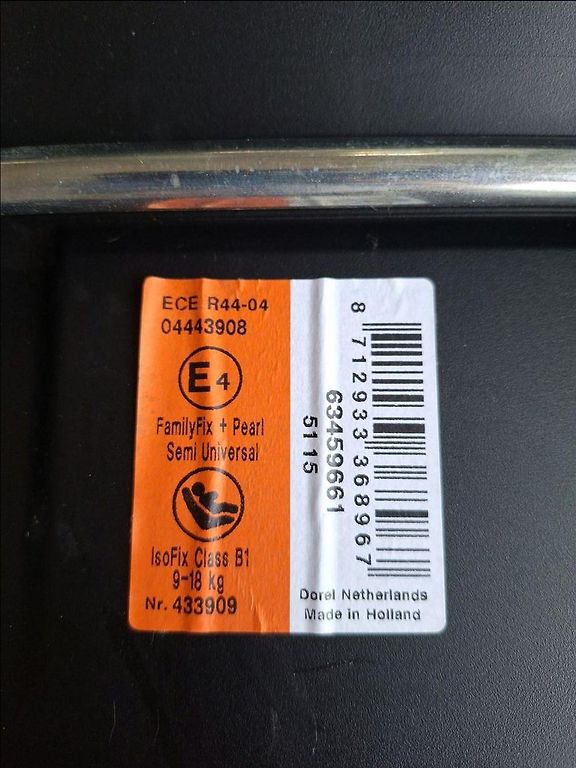 ECE R44-04
04443908
E4
FamilyFix + Pearl
Semi Universal
IsoFix Class B1
9-18 kg
Nr. 433909
8 712933 368967
63459661
5115
Dorel Netherlands
Made in Holland